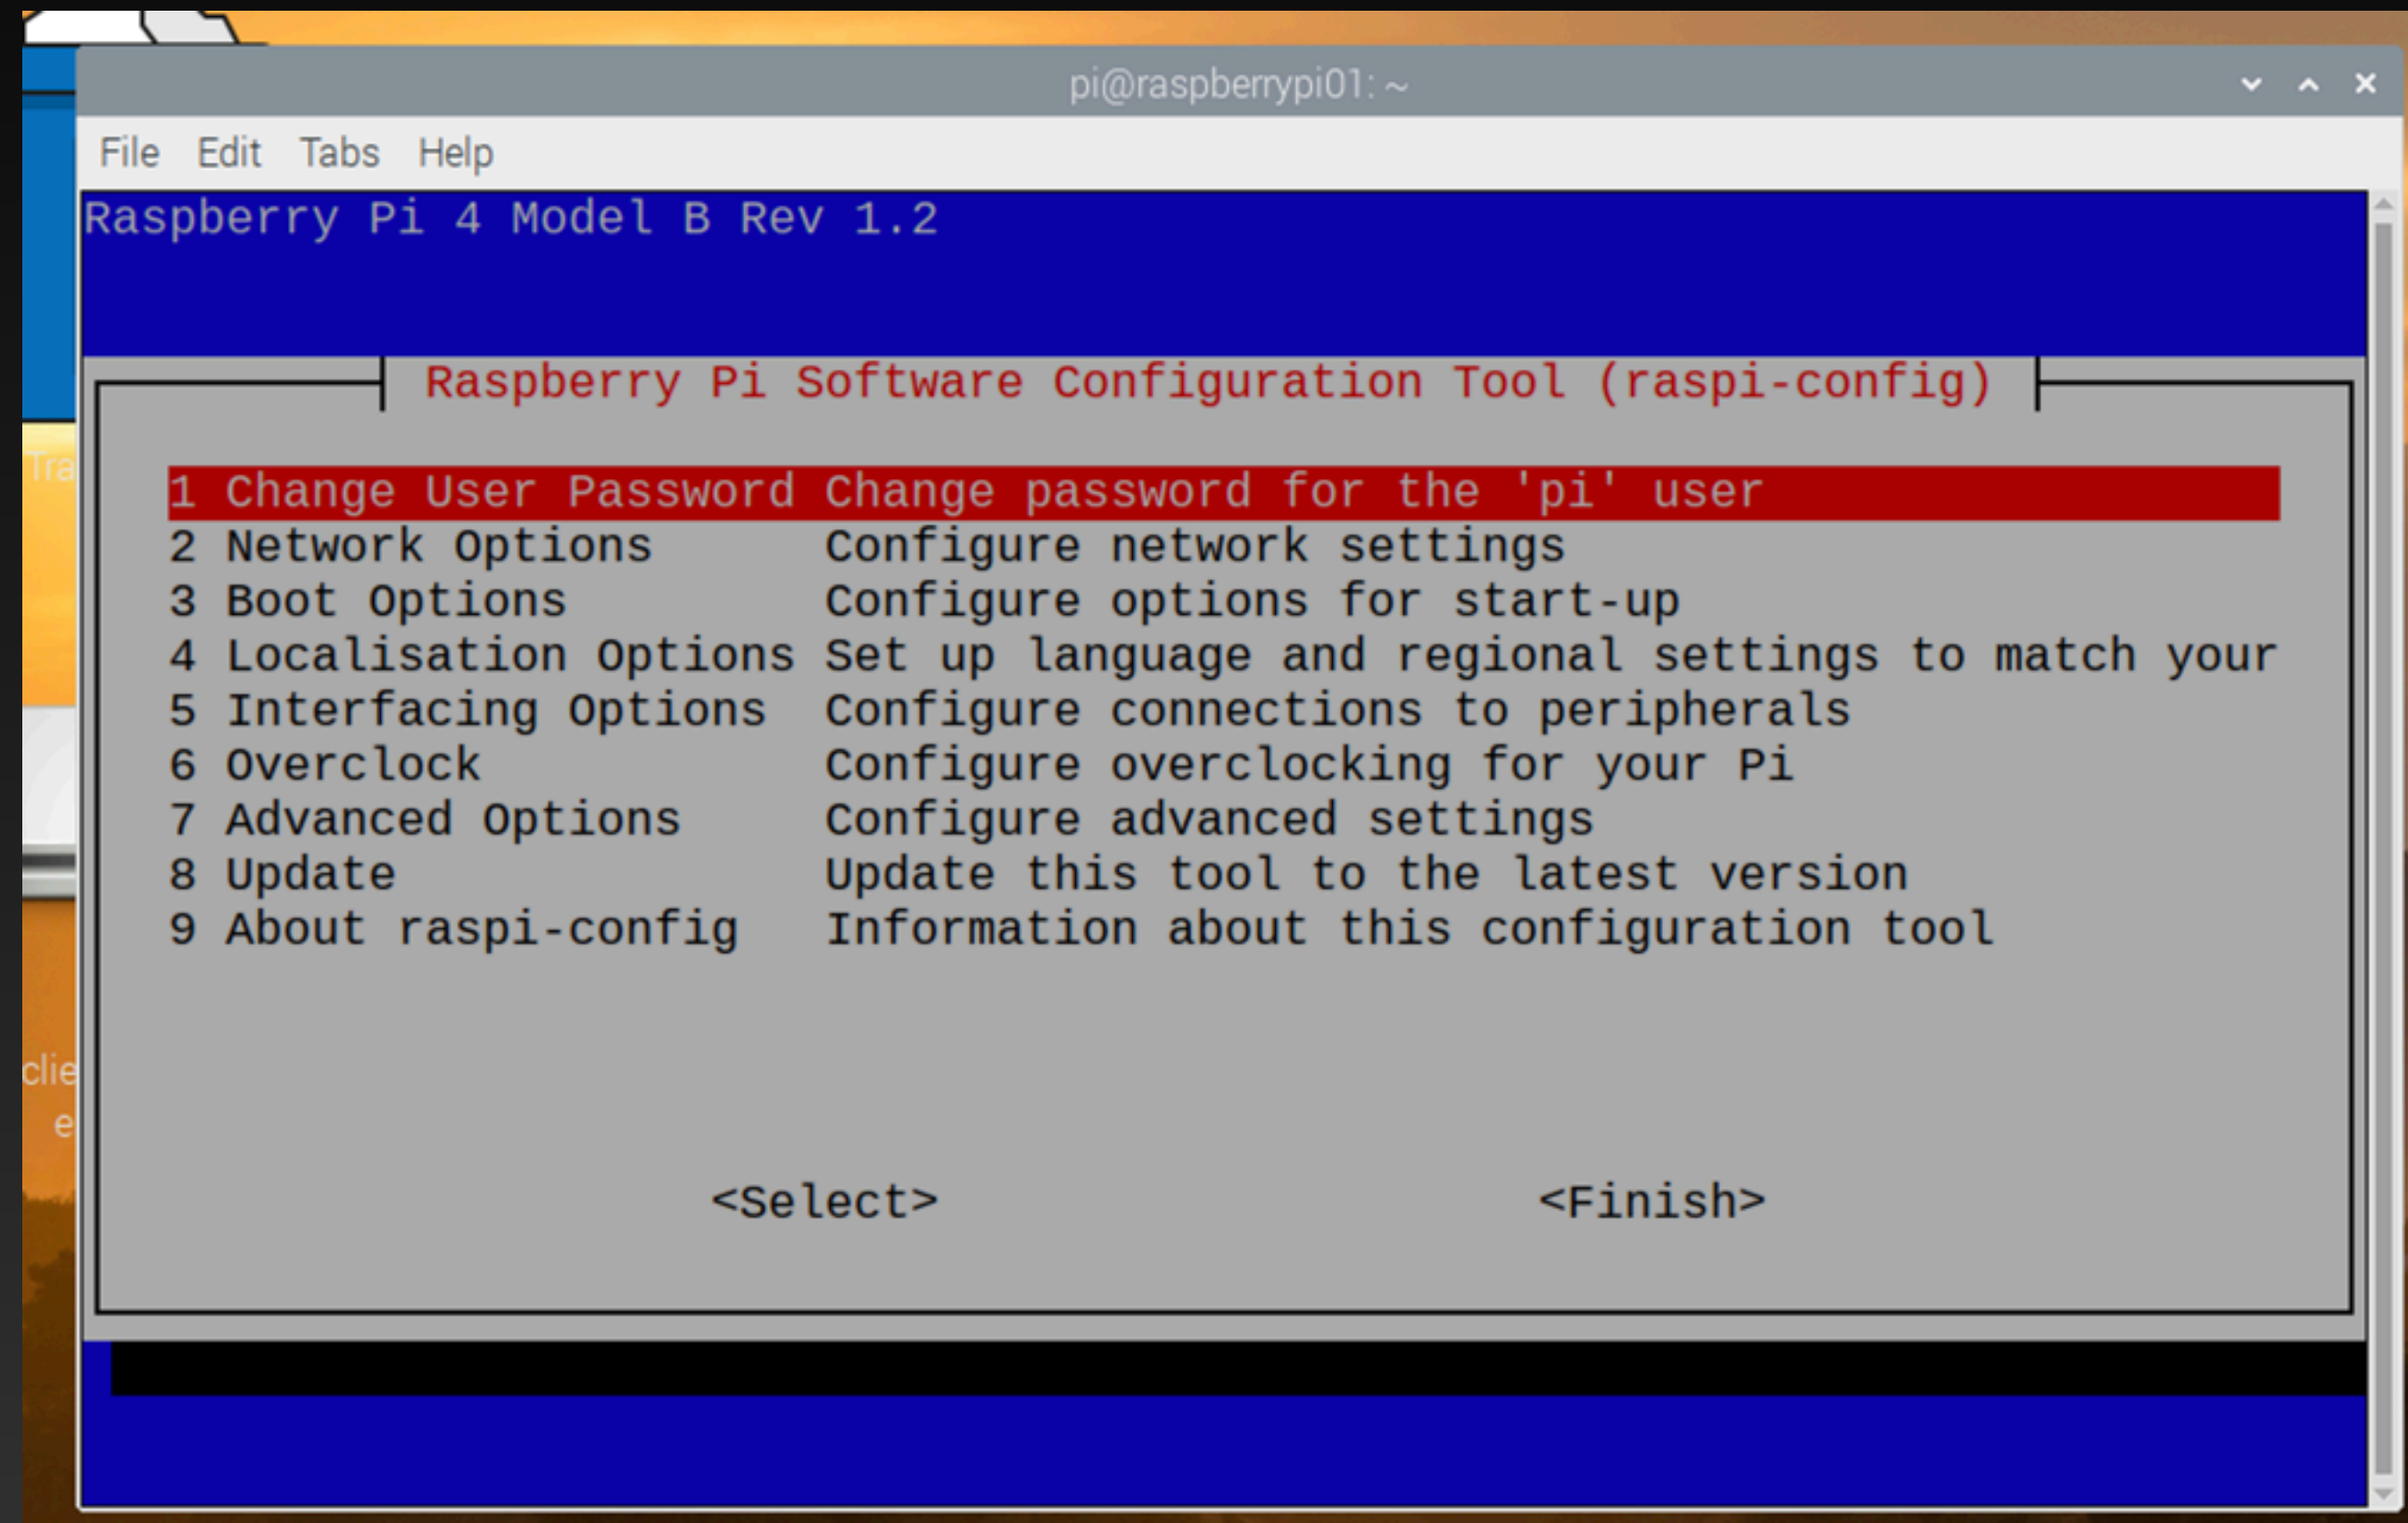 pi@raspberrypi01: ~
File Edit Tabs Help
Raspberry Pi 4 Model B Rev 1.2
Raspberry Pi Software Configuration Tool (raspi-config)
1 Change User Password Change password for the 'pi' user
2 Network Options Configure network settings
3 Boot Options Configure options for start-up
4 Localisation Options Set up language and regional settings to match your
5 Interfacing Options Configure connections to peripherals
6 Overclock Configure overclocking for your Pi
7 Advanced Options Configure advanced settings
8 Update Update this tool to the latest version
9 About raspi-config Information about this configuration tool
<Select> <Finish>
Tra
clie
e